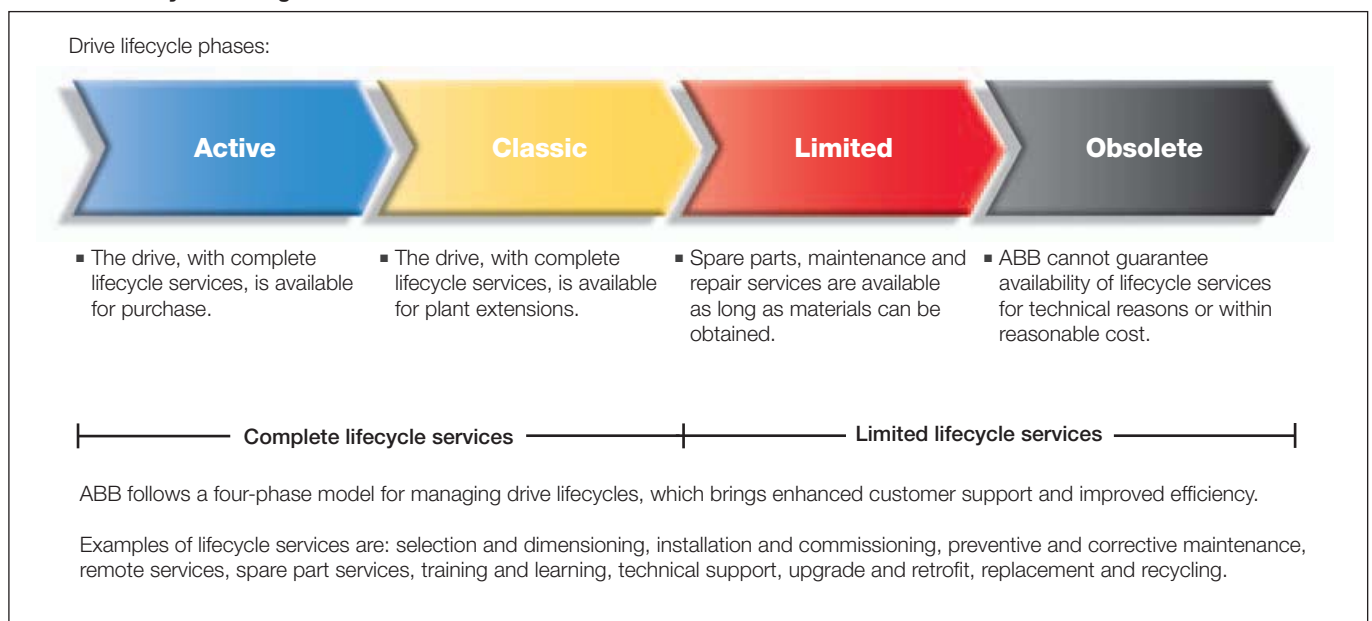 Drive lifecycle phases:
Active
Classic
Limited
Obsolete
▪ The drive, with complete
lifecycle services, is available
for purchase.
▪ The drive, with complete
lifecycle services, is available
for plant extensions.
▪ Spare parts, maintenance and
repair services are available
as long as materials can be
obtained.
▪ ABB cannot guarantee
availability of lifecycle services
for technical reasons or within
reasonable cost.
Complete lifecycle services
Limited lifecycle services
ABB follows a four-phase model for managing drive lifecycles, which brings enhanced customer support and improved efficiency.
Examples of lifecycle services are: selection and dimensioning, installation and commissioning, preventive and corrective maintenance,
remote services, spare part services, training and learning, technical support, upgrade and retrofit, replacement and recycling.